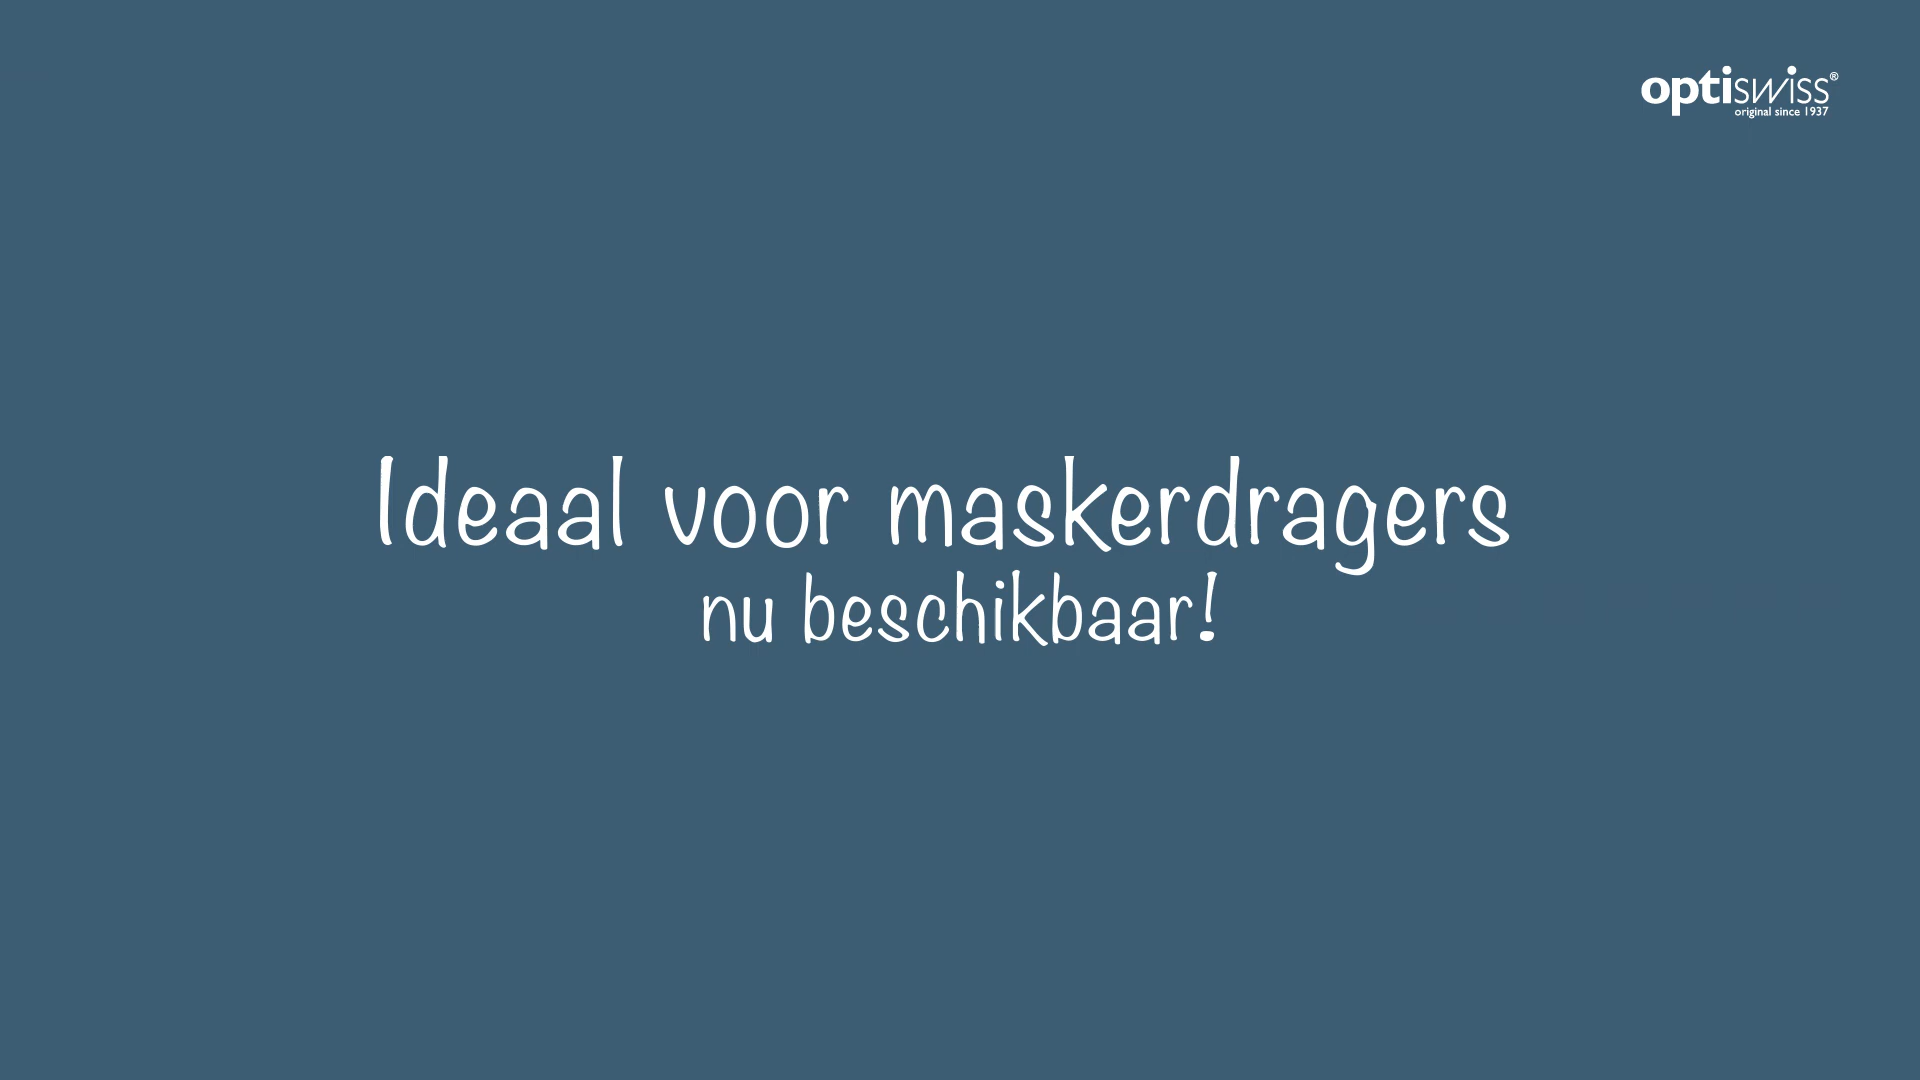 optiswiss®
original since 1937
Ideaal voor maskerdragers
nu beschikbaar!